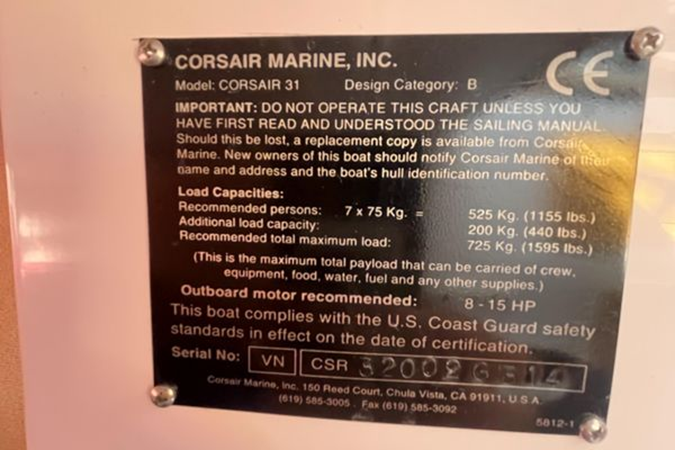 CORSAIR MARINE, INC.
CE
Model: CORSAIR 31 Design Category: B
IMPORTANT: DO NOT OPERATE THIS CRAFT UNLESS YOU
HAVE FIRST READ AND UNDERSTOOD THE SAILING MANUAL.
Should this be lost, a replacement copy is available from Corsair
Marine. New owners of this boat should notify Corsair Marine of their
name and address and the boat's hull identification number.
Load Capacities:
Recommended persons: 7 x 75 Kg. = 525 Kg. (1155 lbs.)
Additional load capacity: 200 Kg. (440 lbs.)
Recommended total maximum load: 725 Kg. (1595 lbs.)
(This is the maximum total payload that can be carried of crew,
equipment, food, water, fuel and any other supplies.)
Outboard motor recommended: 8 - 15 HP
This boat complies with the U.S. Coast Guard safety
standards in effect on the date of certification.
Serial No: VN CSR 32002G314
Corsair Marine, Inc. 150 Reed Court, Chula Vista, CA 91911, U.S.A.
(619) 585-3005 . Fax (619) 585-3092
5812-1